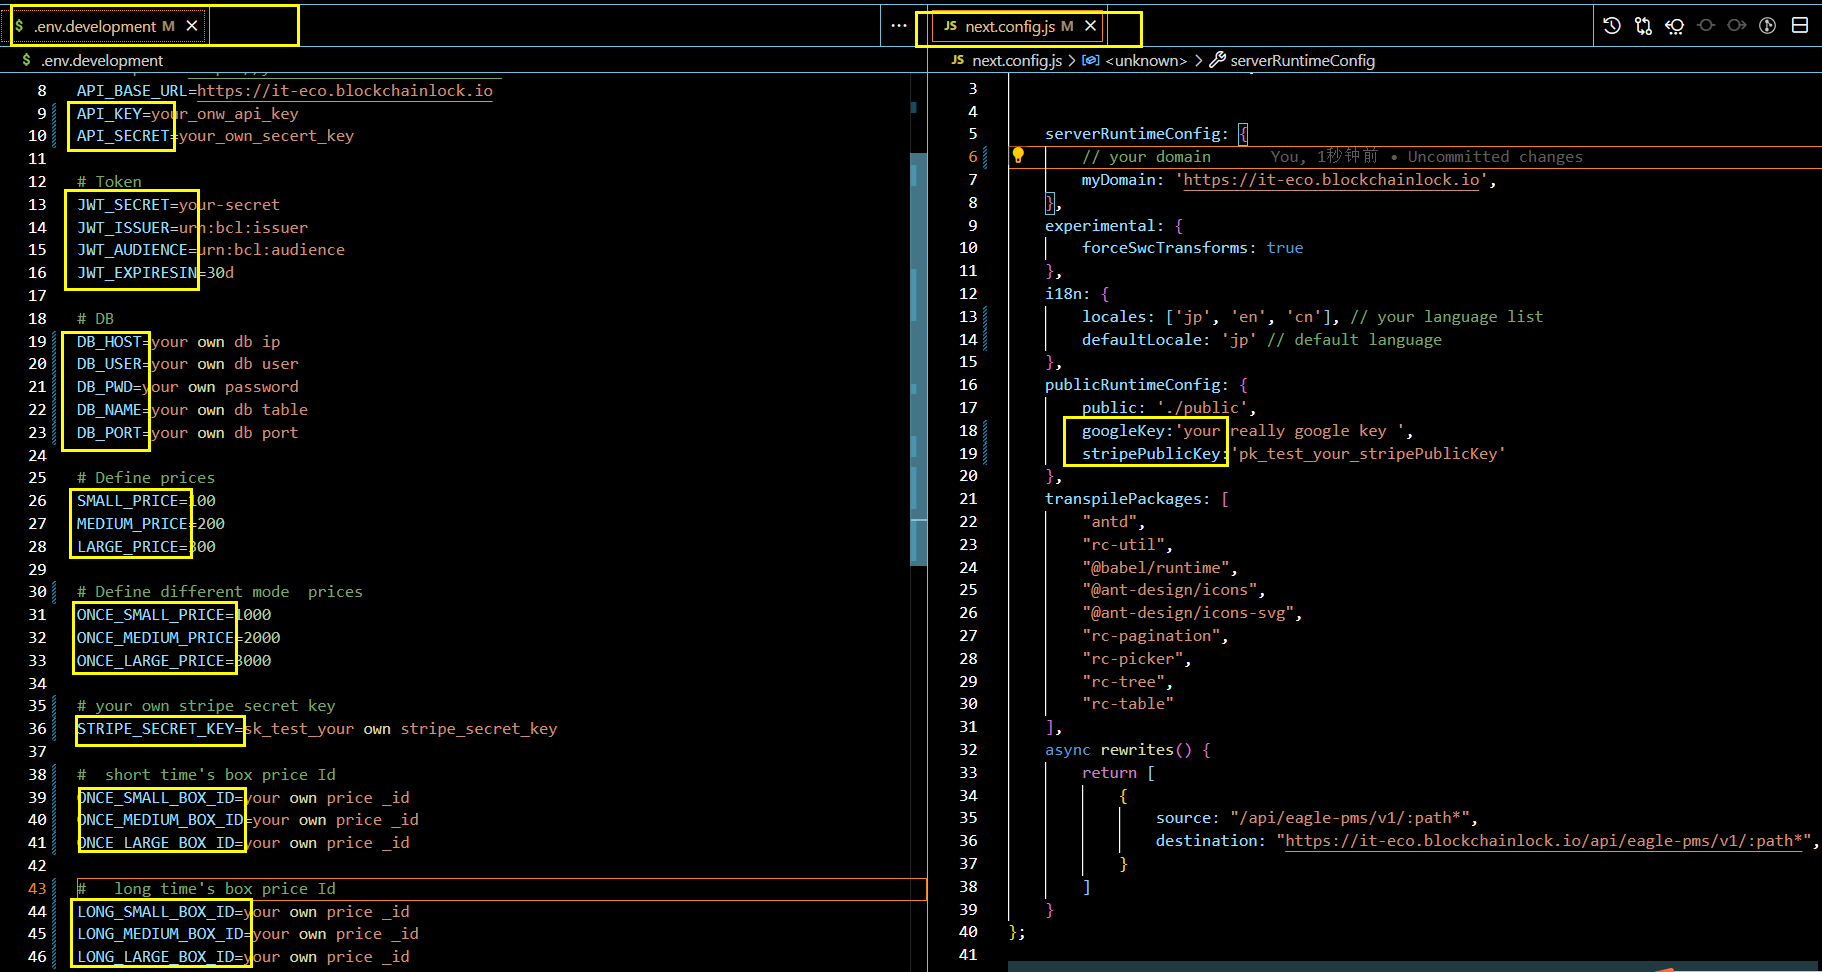 $ .env.development M ×
$ .env.development
8 API_BASE_URL=https://it-eco.blockchainlock.io
9 API_KEY=your_onw_api_key
10 API_SECRET=your_own_secert_key
11
12 # Token
13 JWT_SECRET=your-secret
14 JWT_ISSUER=urn:bcl:issuer
15 JWT_AUDIENCE=urn:bcl:audience
16 JWT_EXPIRESIN=30d
17
18 # DB
19 DB_HOST=your own db ip
20 DB_USER=your own db user
21 DB_PWD=your own password
22 DB_NAME=your own db table
23 DB_PORT=your own db port
24
25 # Define prices
26 SMALL_PRICE=100
27 MEDIUM_PRICE=200
28 LARGE_PRICE=300
29
30 # Define different mode  prices
31 ONCE_SMALL_PRICE=1000
32 ONCE_MEDIUM_PRICE=2000
33 ONCE_LARGE_PRICE=3000
34
35 # your own stripe secret key
36 STRIPE_SECRET_KEY=sk_test_your own stripe_secret_key
37
38 #  short time's box price Id
39 ONCE_SMALL_BOX_ID=your own price _id
40 ONCE_MEDIUM_BOX_ID=your own price _id
41 ONCE_LARGE_BOX_ID=your own price _id
42
43 #   long time's box price Id
44 LONG_SMALL_BOX_ID=your own price _id
45 LONG_MEDIUM_BOX_ID=your own price _id
46 LONG_LARGE_BOX_ID=your own price _id
JS next.config.js M ×
JS next.config.js > <unknown> > serverRuntimeConfig
3
4
5 serverRuntimeConfig: {
6 // your domain You, 1秒钟前 • Uncommitted changes
7 myDomain: 'https://it-eco.blockchainlock.io',
8 },
9 experimental: {
10 forceSwcTransforms: true
11 },
12 i18n: {
13 locales: ['jp', 'en', 'cn'], // your language list
14 defaultLocale: 'jp' // default language
15 },
16 publicRuntimeConfig: {
17 public: './public',
18 googleKey:'your really google key ',
19 stripePublicKey:'pk_test_your_stripePublicKey'
20 },
21 transpilePackages: [
22 "antd",
23 "rc-util",
24 "@babel/runtime",
25 "@ant-design/icons",
26 "@ant-design/icons-svg",
27 "rc-pagination",
28 "rc-picker",
29 "rc-tree",
30 "rc-table"
31 ],
32 async rewrites() {
33 return [
34 {
35 source: "/api/eagle-pms/v1/:path*",
36 destination: "https://it-eco.blockchainlock.io/api/eagle-pms/v1/:path*",
37 }
38 ]
39 }
40 };
41